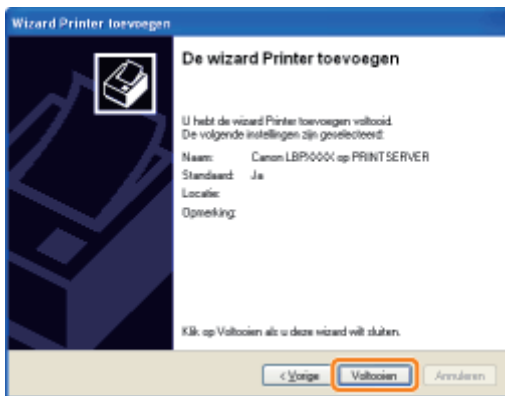 Wizard Printer toevoegen
De wizard Printer toevoegen
U hebt de wizard Printer toevoegen voltooid.
De volgende instellingen zijn geselecteerd:
Naam: Canon LBPXXXX op PRINTSERVER
Standaard: Ja
Locatie:
Opmerking:
Klik op Voltooien als u deze wizard wilt sluiten.
< Vorige Voltooien Annuleren